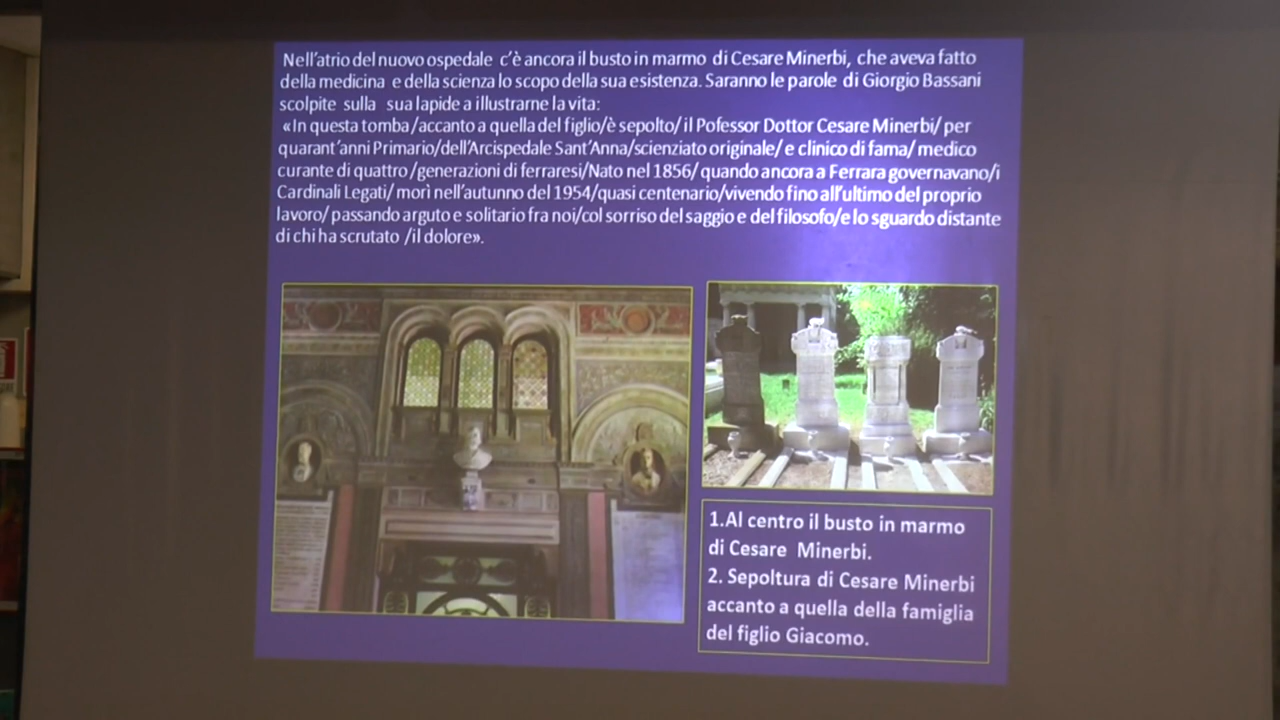 Nell'atrio del nuovo ospedale c'è ancora il busto in marmo di Cesare Minerbi, che aveva fatto
della medicina e della scienza lo scopo della sua esistenza. Saranno le parole di Giorgio Bassani
scolpite sulla sua lapide a illustrarne la vita:
«In questa tomba/accanto a quella del figlio/è sepolto/ il Pofessor Dottor Cesare Minerbi/ per
quarant'anni Primario/dell'Arcispedale Sant'Anna/scienziato originale/ e clinico di fama/ medico
curante di quattro /generazioni di ferraresi/Nato nel 1856/ quando ancora a Ferrara governavano/i
Cardinali Legati/ morì nell'autunno del 1954/quasi centenario/vivendo fino all'ultimo del proprio
lavoro/ passando arguto e solitario fra noi/col sorriso del saggio e del filosofo/e lo sguardo distante
di chi ha scrutato /il dolore».
1.Al centro il busto in marmo
di Cesare Minerbi.
2. Sepoltura di Cesare Minerbi
accanto a quella della famiglia
del figlio Giacomo.